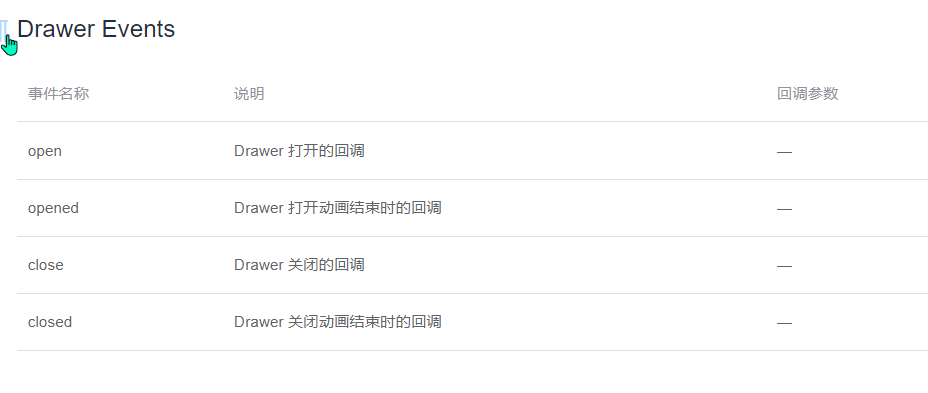 Drawer Events
事件名称 说明 回调参数
open Drawer 打开的回调 —
opened Drawer 打开动画结束时的回调 —
close Drawer 关闭的回调 —
closed Drawer 关闭动画结束时的回调 —